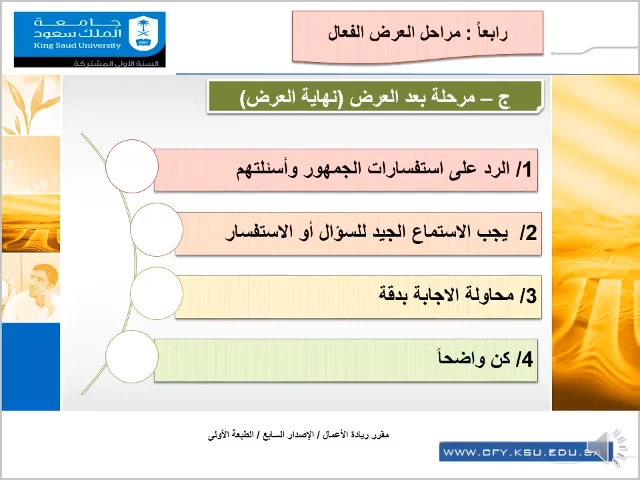 رابعاً : مراحل العرض الفعال
جامعة
الملك سعود
King Saud University
السنة الأولى المشتركة
ج – مرحلة بعد العرض (نهاية العرض)
1/ الرد على استفسارات الجمهور وأسئلتهم
2/ يجب الاستماع الجيد للسؤال أو الاستفسار
3/ محاولة الاجابة بدقة
4/ كن واضحاً
مقرر ريادة الأعمال / الإصدار السابع / الطبعة الأولى
WWW.CFY.KSU.EDU.SA